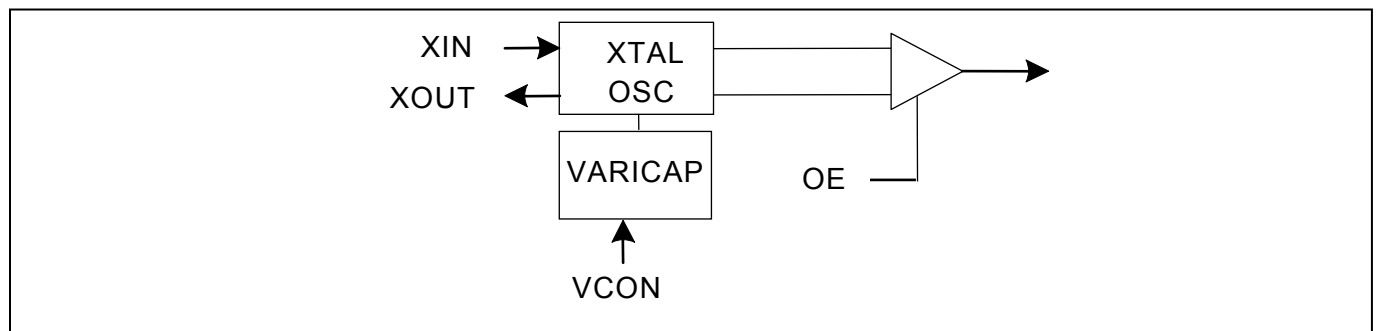 XIN
XOUT
XTAL
OSC
VARICAP
OE
VCON